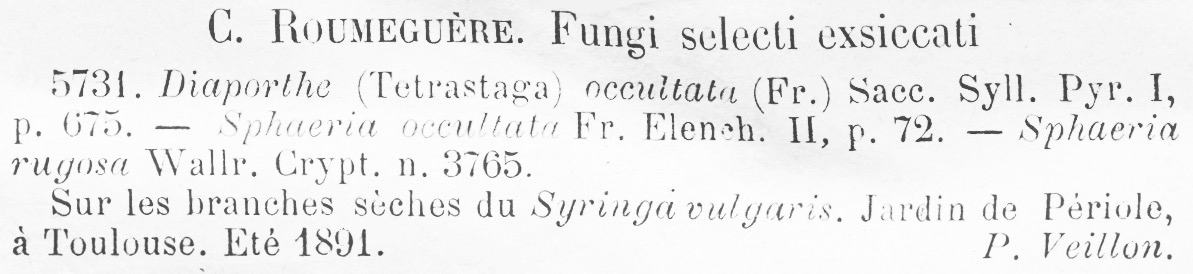 C. ROUMEGUÈRE. Fungi selecti exsiccati
5731. Diaporthe (Tetrastaga) occultata (Fr.) Sacc. Syll. Pyr. I,
p. 675. — Sphaeria occultata Fr. Elench. II, p. 72. — Sphaeria
rugosa Wallr. Crypt. n. 3765.
Sur les branches sèches du Syringa vulgaris. Jardin de Périole,
à Toulouse. Eté 1891. P. Veillon.